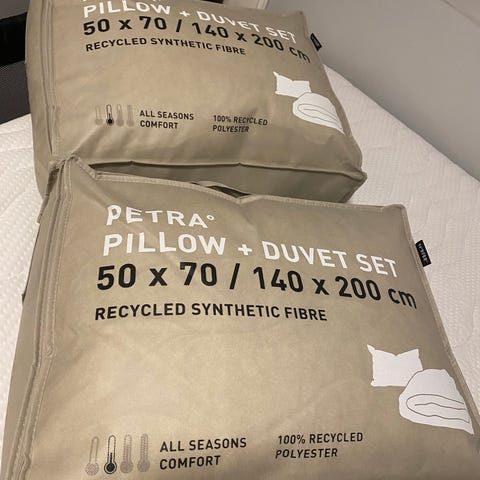 PILLOW + DUVET SET
50 x 70 / 140 x 200 cm
RECYCLED SYNTHETIC FIBRE
ALL SEASONS
COMFORT
100% RECYCLED
POLYESTER
PETRA°
PILLOW + DUVET SET
50 x 70 / 140 x 200 cm
RECYCLED SYNTHETIC FIBRE
ALL SEASONS
COMFORT
100% RECYCLED
POLYESTER